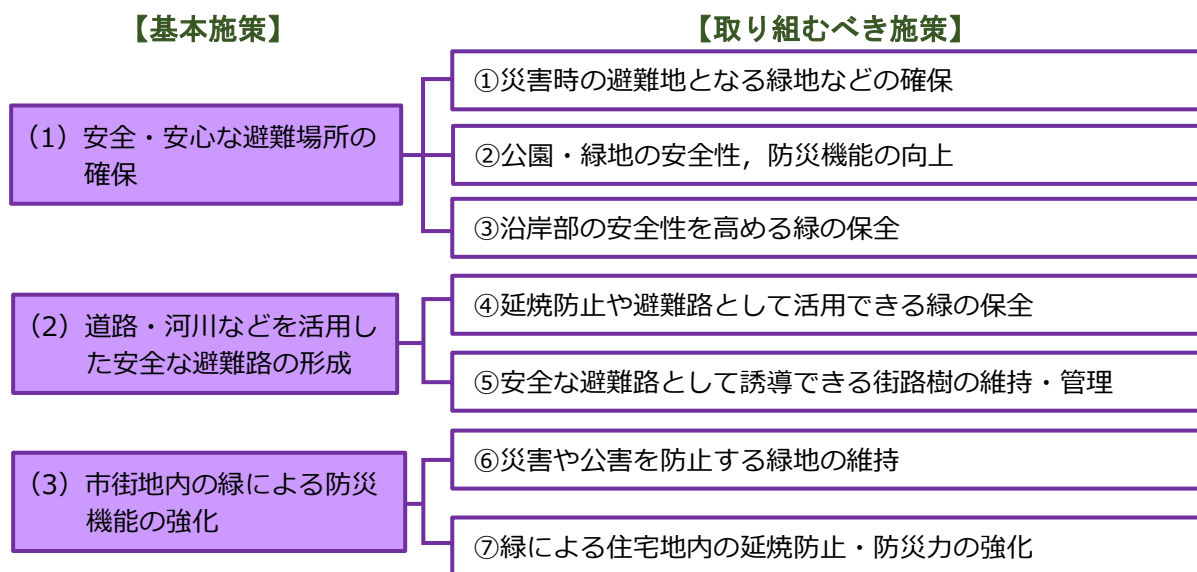 【基本施策】
【取り組むべき施策】
(1)安全・安心な避難場所の
確保
①災害時の避難地となる緑地などの確保
②公園・緑地の安全性，防災機能の向上
③沿岸部の安全性を高める緑の保全
(2)道路・河川などを活用し
た安全な避難路の形成
④延焼防止や避難路として活用できる緑の保全
⑤安全な避難路として誘導できる街路樹の維持・管理
(3)市街地内の緑による防災
機能の強化
⑥災害や公害を防止する緑地の維持
⑦緑による住宅地内の延焼防止・防災力の強化